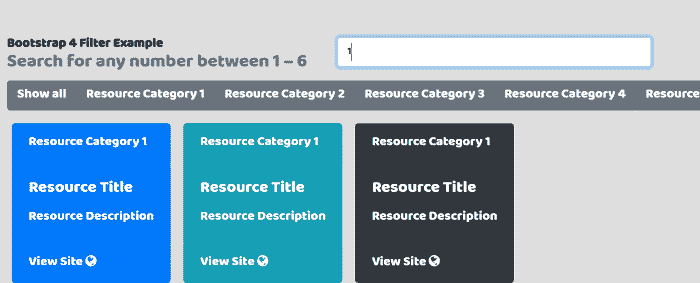 Bootstrap 4 Filter Example
Search for any number between 1 – 6
1
Show all Resource Category 1 Resource Category 2 Resource Category 3 Resource Category 4 Resource
Resource Category 1 Resource Category 1 Resource Category 1
Resource Title Resource Title Resource Title
Resource Description Resource Description Resource Description
View Site View Site View Site